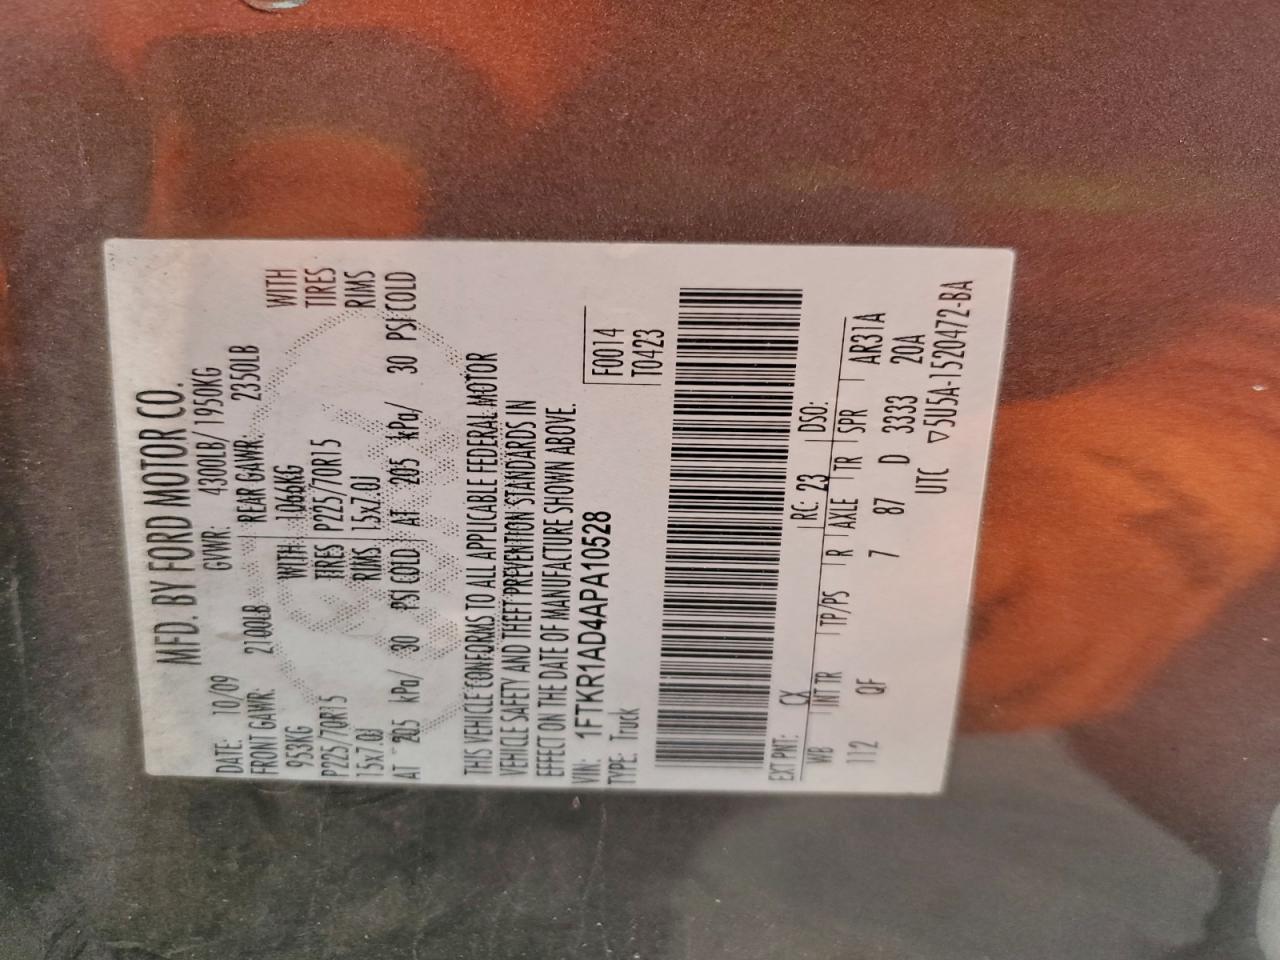 MFD. BY FORD MOTOR CO.
DATE: 10/09 GVWR: 4300LB/1950KG
FRONT GAWR: 2100LB REAR GAWR: 2350LB
953KG WITH 1066KG WITH
P225/70R15 TIRES P225/70R15 TIRES
15x7.0J RIMS 15x7.0J RIMS
AT 205 kPa/ 30 PSI COLD AT 205 kPa/ 30 PSI COLD
THIS VEHICLE CONFORMS TO ALL APPLICABLE FEDERAL MOTOR
VEHICLE SAFETY AND THEFT PREVENTION STANDARDS IN
EFFECT ON THE DATE OF MANUFACTURE SHOWN ABOVE.
VIN: 1FTKR1AD4APA10528 F0014
TYPE: Truck T0423
EXT PNT: CX RC: 23 DSO:
WB INT TR TP/PS R AXLE TR SPR AR31A
112 QF 7 87 D 3333 20A
UTC ▽5U5A-1520472-BA